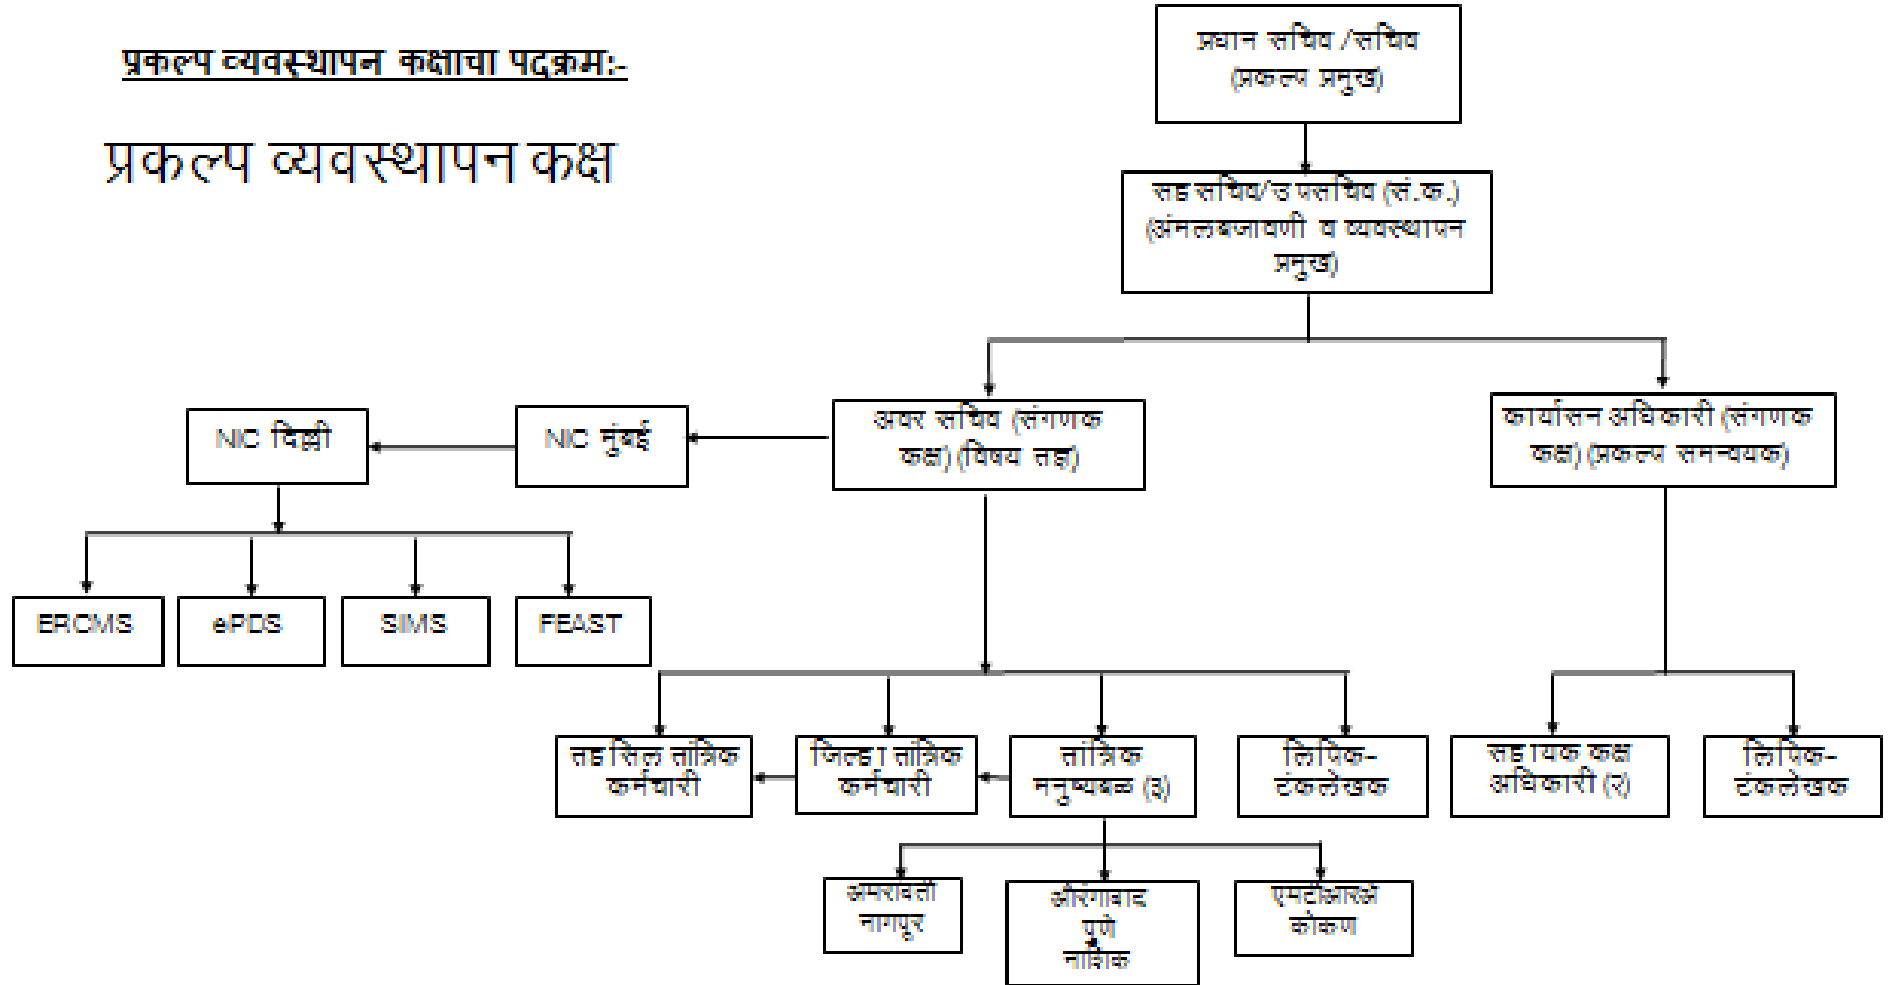 प्रकल्प व्यवस्थापन कक्षाचा पदक्रम:-
प्रकल्प व्यवस्थापन कक्ष
प्रधान सचिव /सचिव
(प्रकल्प प्रमुख)
सह सचिव/उपसचिव (सं.क.)
(अंमलबजावणी व व्यवस्थापन
प्रमुख)
NIC दिल्ली
NIC मुंबई
अवर सचिव (संगणक
कक्ष) (विषय तज्ञ)
कार्यासन अधिकारी (संगणक
कक्ष) (प्रकल्प समन्वयक)
ERCMS
ePDS
SIMS
FEAST
तहसिल तांत्रिक
कर्मचारी
जिल्हा तांत्रिक
कर्मचारी
तांत्रिक
मनुष्यबळ (३)
लिपिक-
टंकलेखक
सहायक कक्ष
अधिकारी (२)
लिपिक-
टंकलेखक
अमरावती
नागपूर
औरंगाबाद
पुणे
नाशिक
एमटीआरअे
कोकण